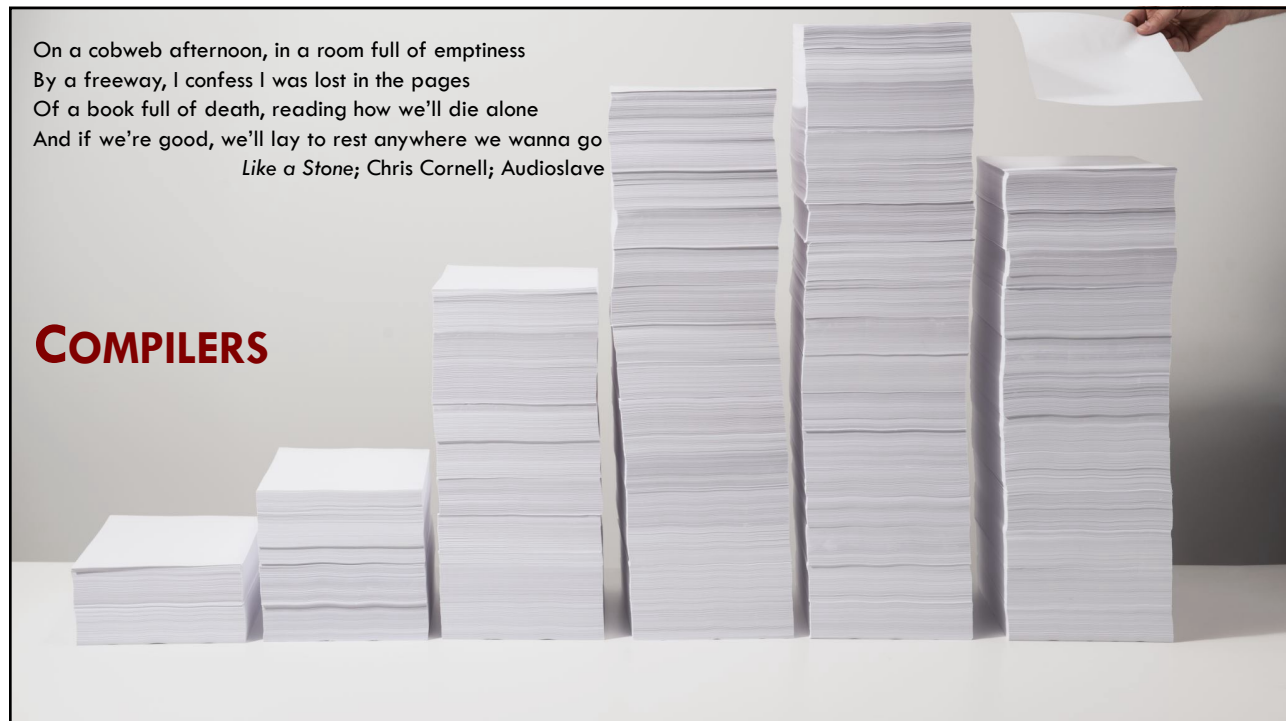 On a cobweb afternoon, in a room full of emptiness
By a freeway, I confess I was lost in the pages
Of a book full of death, reading how we’ll die alone
And if we’re good, we’ll lay to rest anywhere we wanna go
Like a Stone; Chris Cornell; Audioslave
COMPILERS